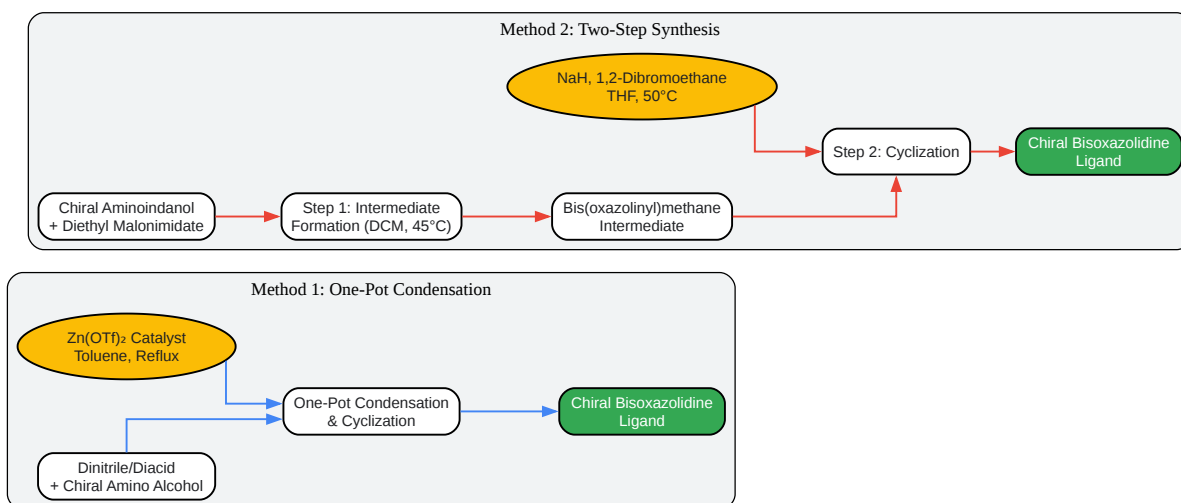 Method 2: Two-Step Synthesis
NaH, 1,2-Dibromoethane
THF, 50°C
Step 2: Cyclization
Chiral Bisoxazolidine
Ligand
Chiral Aminoindanol
+ Diethyl Malonimidate
Step 1: Intermediate
Formation (DCM, 45°C)
Bis(oxazolinyl)methane
Intermediate
Method 1: One-Pot Condensation
Zn(OTf)₂ Catalyst
Toluene, Reflux
One-Pot Condensation
& Cyclization
Chiral Bisoxazolidine
Ligand
Dinitrile/Diacid
+ Chiral Amino Alcohol